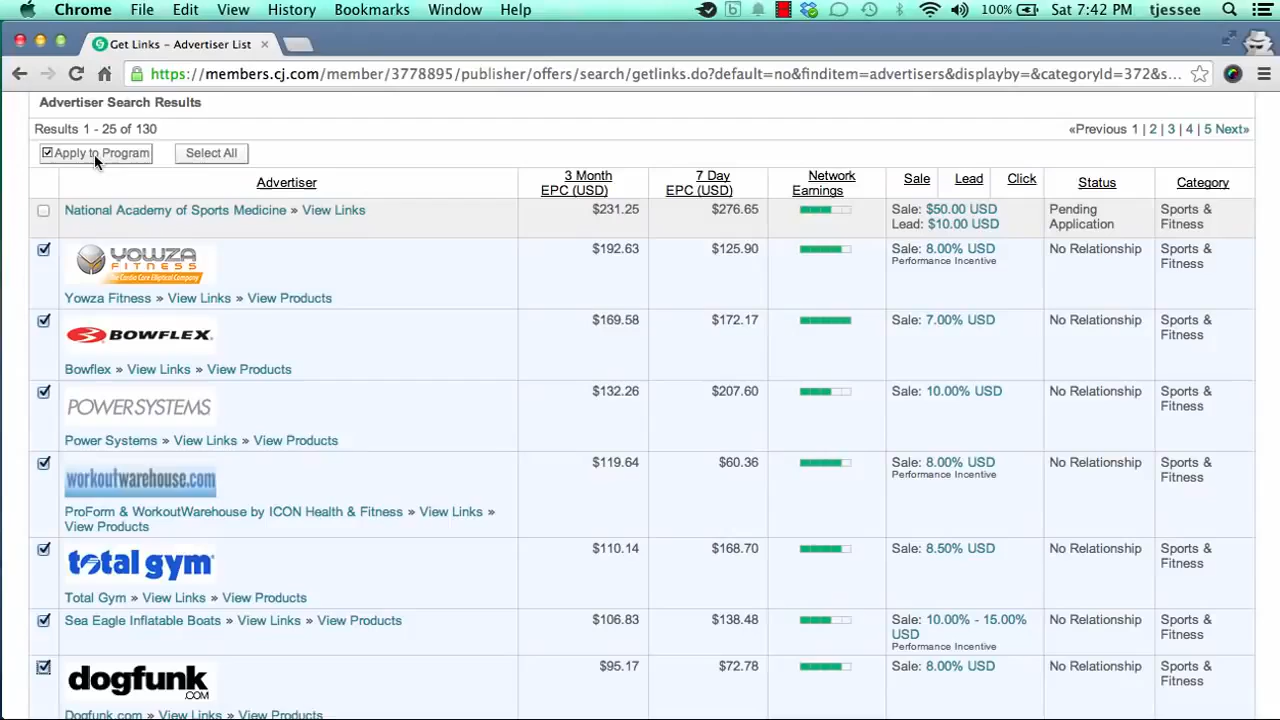 Chrome File Edit View History Bookmarks Window Help 100% Sat 7:42 PM tjessee
Get Links – Advertiser List
https://members.cj.com/member/3778895/publisher/offers/search/getlinks.do?default=no&finditem=advertisers&displayby=&categoryId=372&s...
Advertiser Search Results
Results 1 - 25 of 130 «Previous 1 | 2 | 3 | 4 | 5 Next»
Apply to Program Select All
Advertiser 3 Month EPC (USD) 7 Day EPC (USD) Network Earnings Sale Lead Click Status Category
National Academy of Sports Medicine » View Links $231.25 $276.65 Sale: $50.00 USD Pending Sports &
Lead: $10.00 USD Application Fitness
YOWZA $192.63 $125.90 Sale: 8.00% USD No Relationship Sports &
FITNESS Performance Incentive Fitness
Yowza Fitness » View Links » View Products
BOWFLEX. $169.58 $172.17 Sale: 7.00% USD No Relationship Sports &
Fitness
Bowflex » View Links » View Products
POWER SYSTEMS $132.26 $207.60 Sale: 10.00% USD No Relationship Sports &
Fitness
Power Systems » View Links » View Products
workoutwarehouse.com $119.64 $60.36 Sale: 8.00% USD No Relationship Sports &
Performance Incentive Fitness
ProForm & WorkoutWarehouse by ICON Health & Fitness » View Links »
View Products
total gym $110.14 $168.70 Sale: 8.50% USD No Relationship Sports &
Fitness
Total Gym » View Links » View Products
Sea Eagle Inflatable Boats » View Links » View Products $106.83 $138.48 Sale: 10.00% - 15.00% No Relationship Sports &
USD Fitness
Performance Incentive
dogfunk .COM $95.17 $72.78 Sale: 8.00% USD No Relationship Sports &
Fitness
Dogfunk.com » View Links » View Products